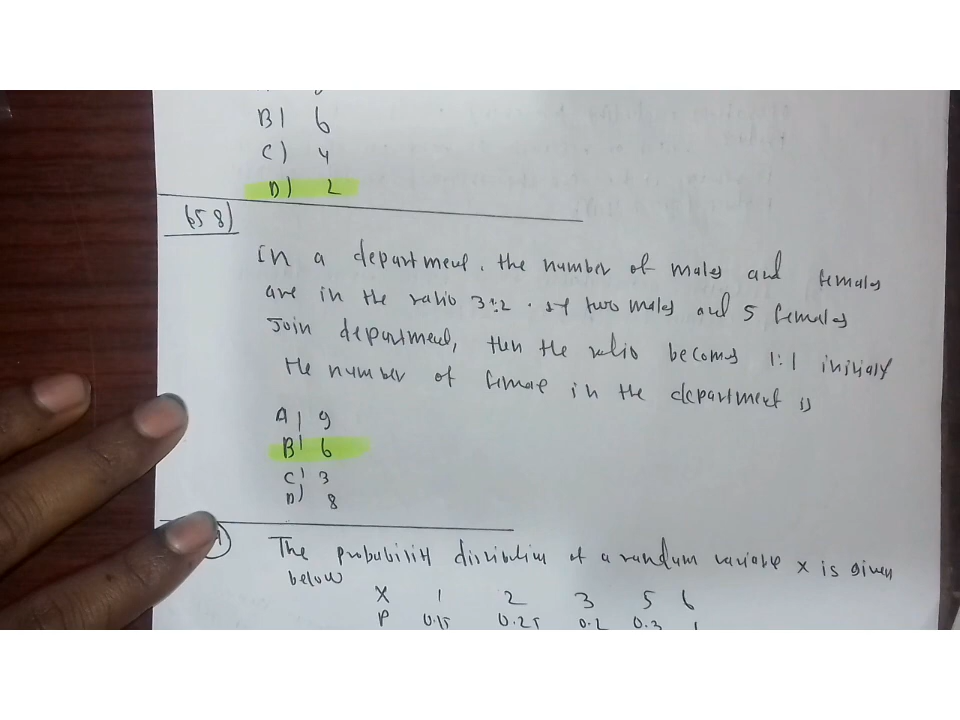 B) 6
C) 4
D) 2
658)
In a department. the number of males and females
are in the ratio 3:2. If two males and 5 females
Join department, then the ratio becomes 1:1 initialy
the number of female in the department is
A) 9
B) 6
C) 3
D) 8
The probability distribution of a random variable x is given
below
X 1 2 3 5 6
P 0.15 0.25 0.2 0.3